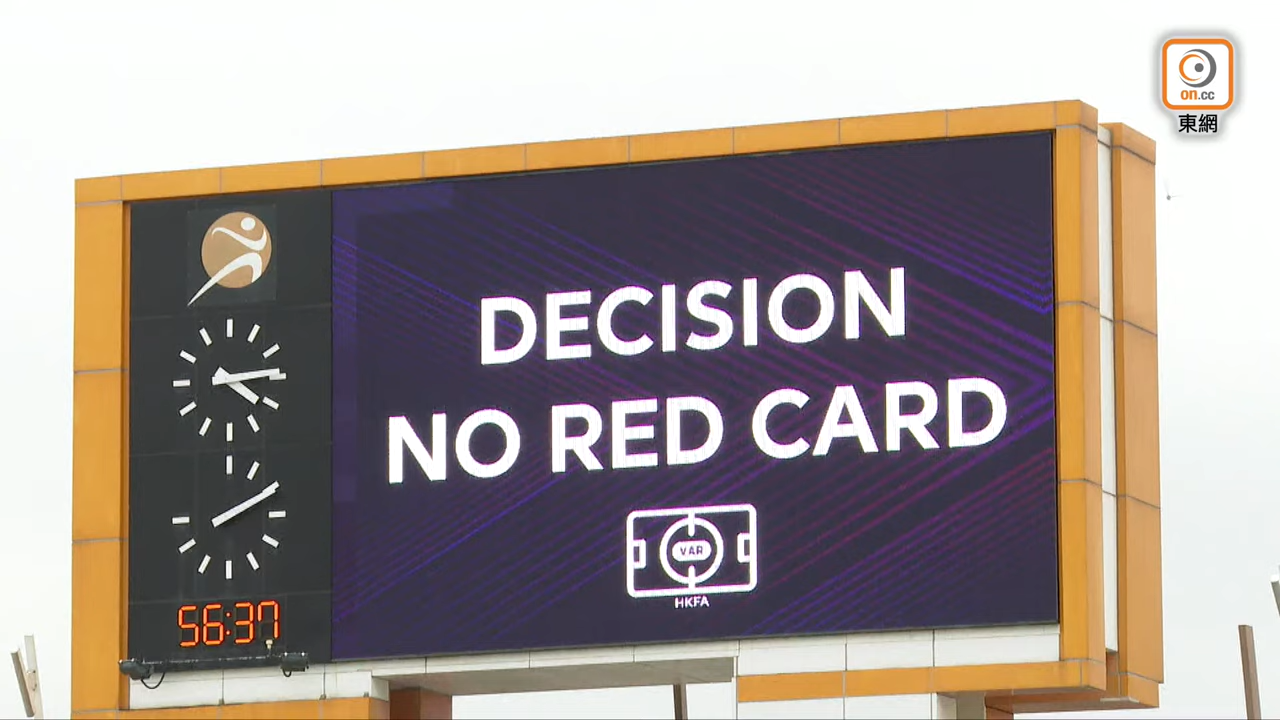 on.cc
東網
DECISION
NO RED CARD
VAR
HKFA
56:37